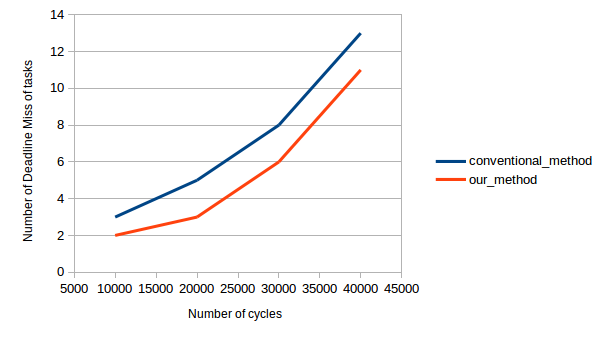 14
12
10
8
6
4
2
0
Number of Deadline Miss of tasks
5000 10000 15000 20000 25000 30000 35000 40000 45000
Number of cycles
conventional_method
our_method